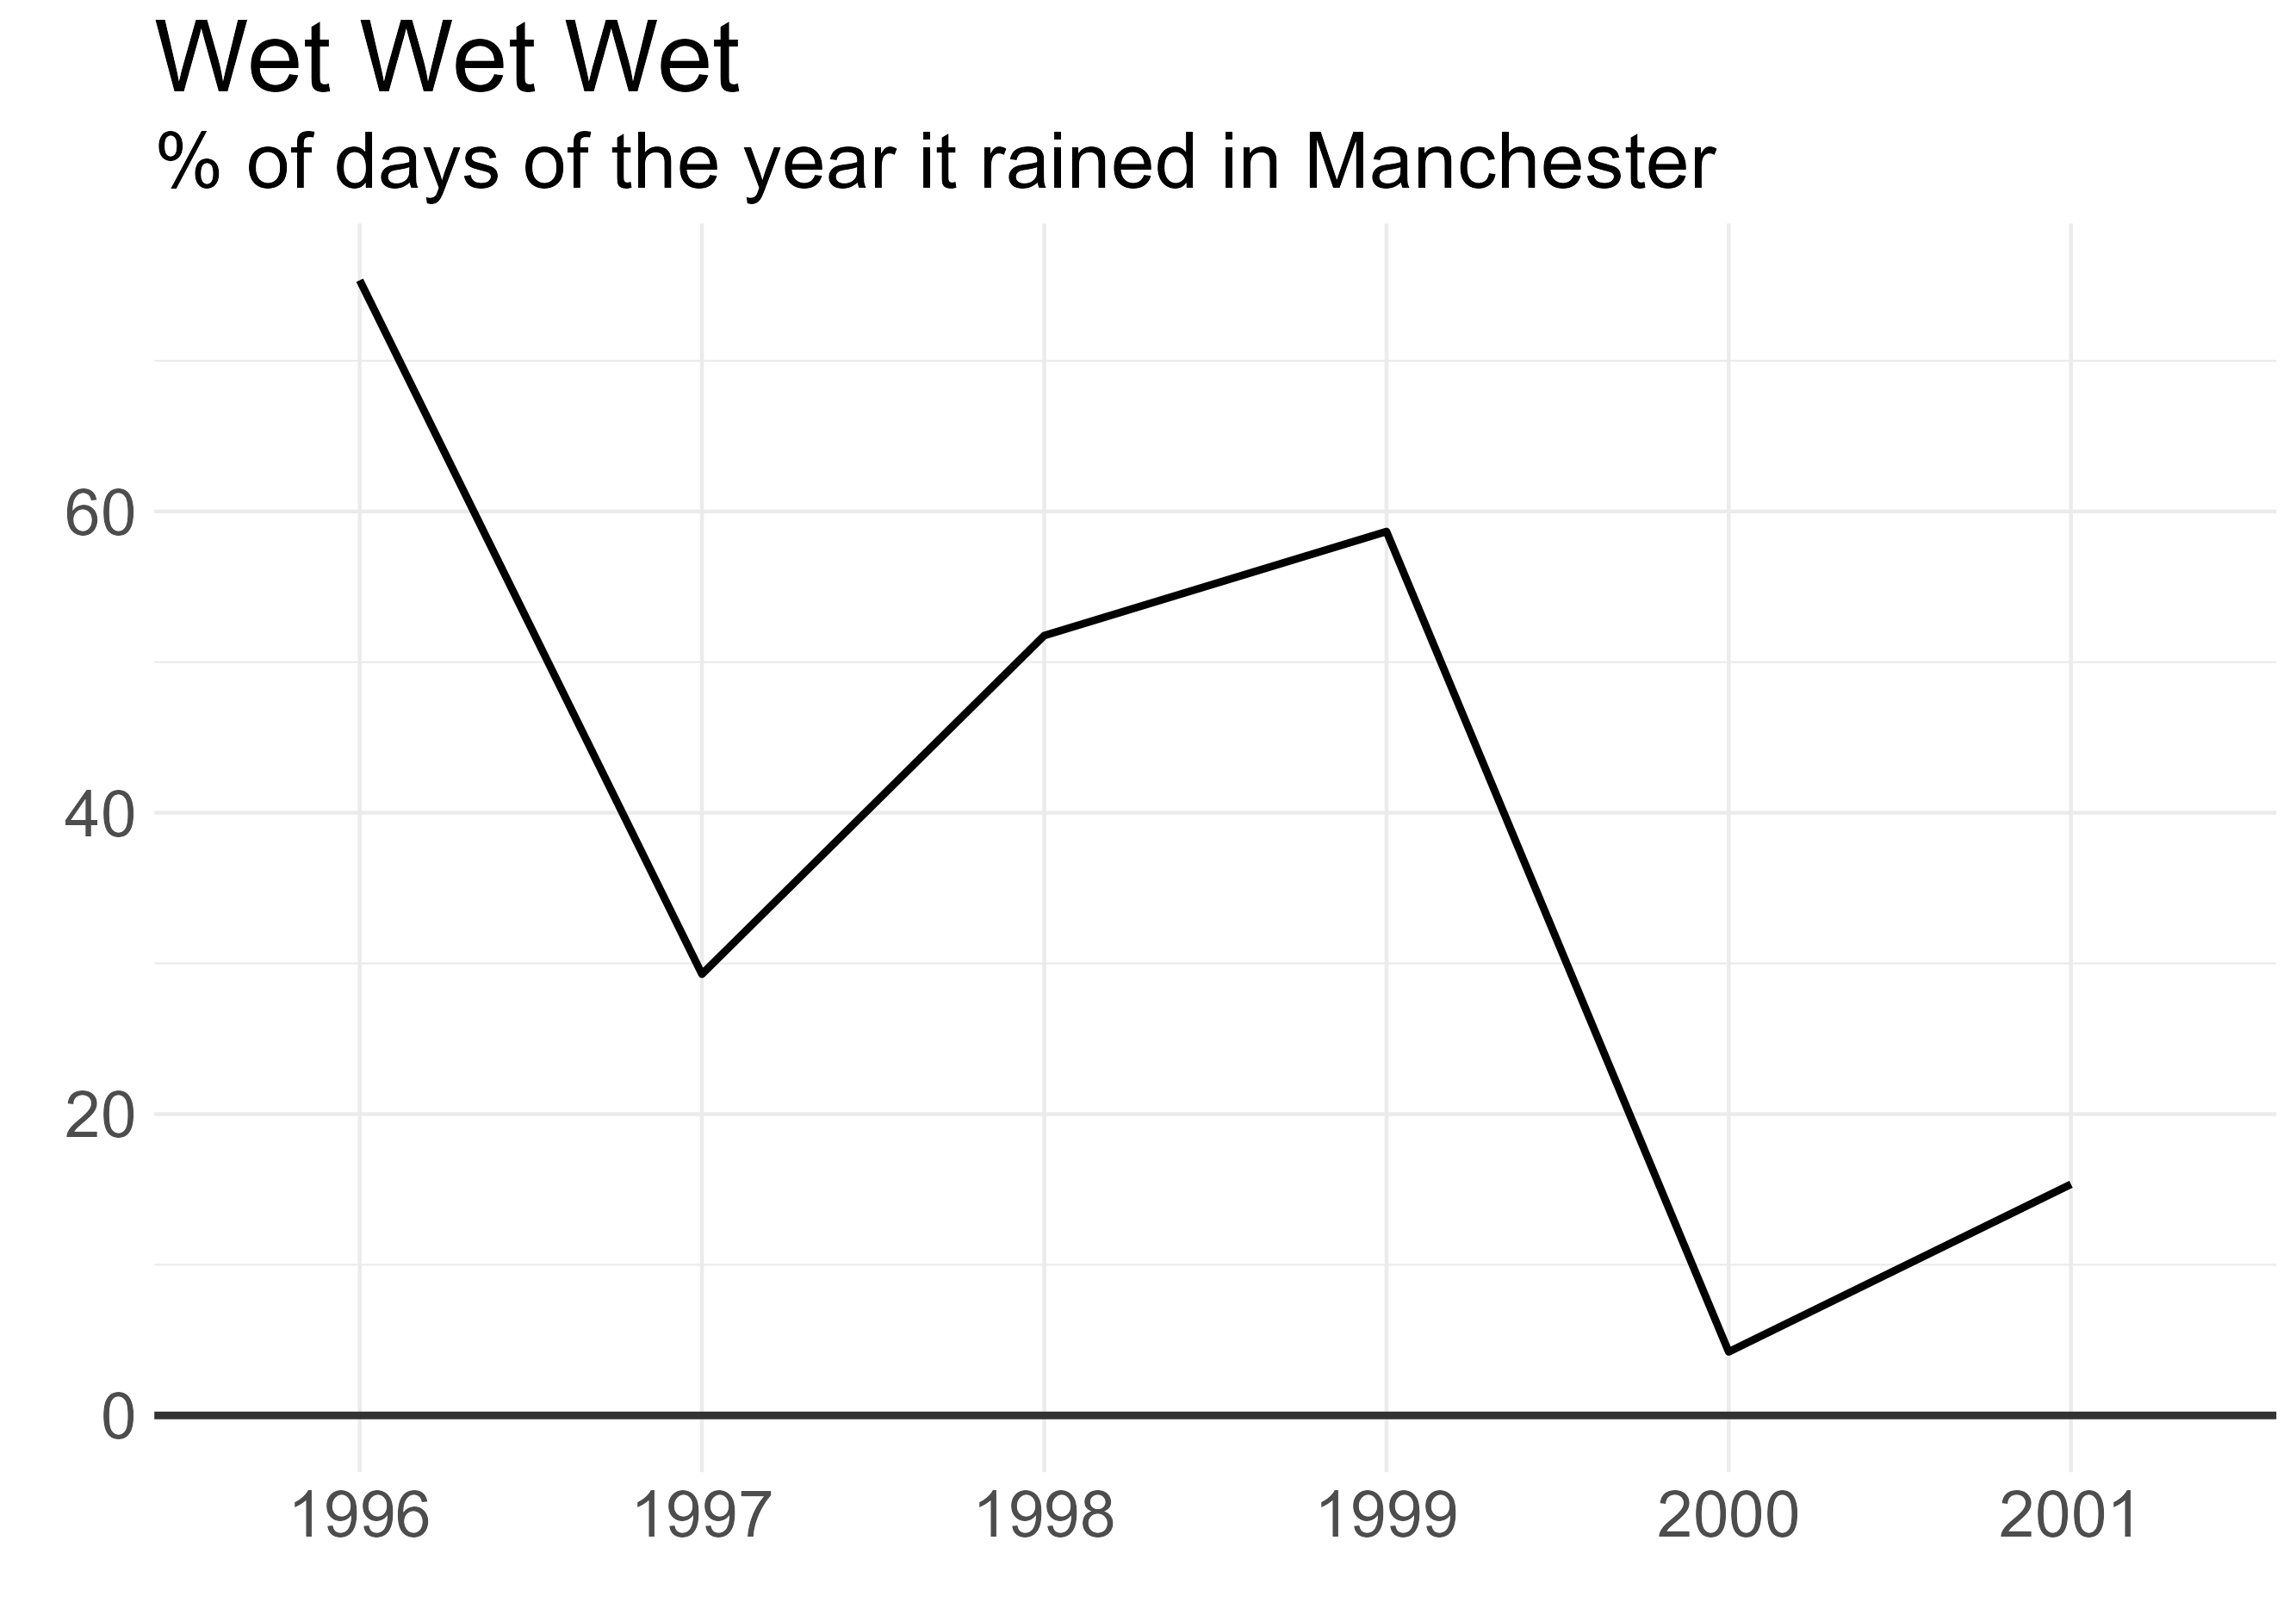 Wet Wet Wet
% of days of the year it rained in Manchester
60
40
20
0
1996 1997 1998 1999 2000 2001